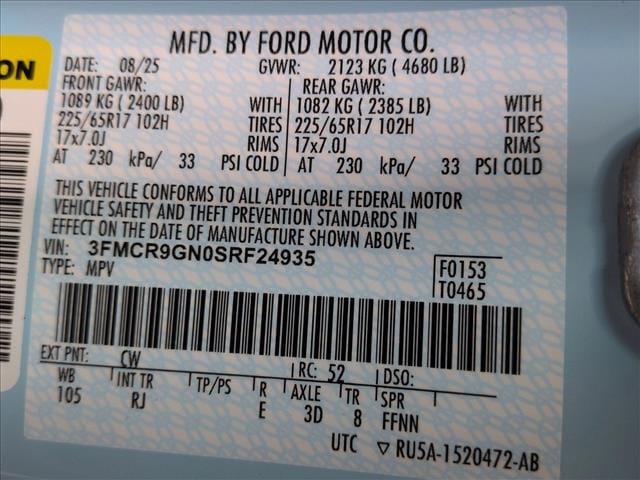 ON
MFD. BY FORD MOTOR CO.
DATE: 08/25 GVWR: 2123 KG ( 4680 LB)
FRONT GAWR: REAR GAWR:
1089 KG ( 2400 LB) WITH 1082 KG ( 2385 LB) WITH
225/65R17 102H TIRES 225/65R17 102H TIRES
17x7.0J RIMS 17x7.0J RIMS
AT 230 kPa/ 33 PSI COLD AT 230 kPa/ 33 PSI COLD
THIS VEHICLE CONFORMS TO ALL APPLICABLE FEDERAL MOTOR
VEHICLE SAFETY AND THEFT PREVENTION STANDARDS IN
EFFECT ON THE DATE OF MANUFACTURE SHOWN ABOVE.
VIN: 3FMCR9GN0SRF24935
TYPE: MPV
F0153
T0465
EXT PNT: CW RC: 52 DSO:
WB INT TR TP/PS R AXLE TR SPR
105 RJ E 3D 8 FFNN
UTC ▽ RU5A-1520472-AB